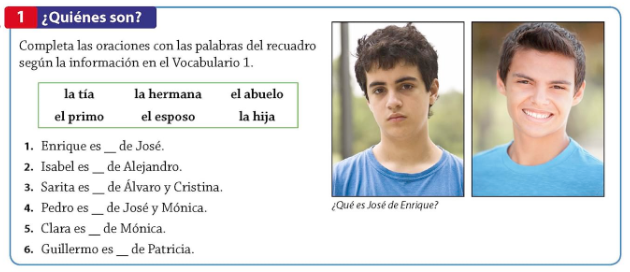 1 ¿Quiénes son?
Completa las oraciones con las palabras del recuadro
según la información en el Vocabulario 1.
la tía la hermana el abuelo
el primo el esposo la hija
1. Enrique es __ de José.
2. Isabel es __ de Alejandro.
3. Sarita es __ de Álvaro y Cristina.
4. Pedro es __ de José y Mónica.
5. Clara es __ de Mónica.
6. Guillermo es __ de Patricia.
¿Qué es José de Enrique?